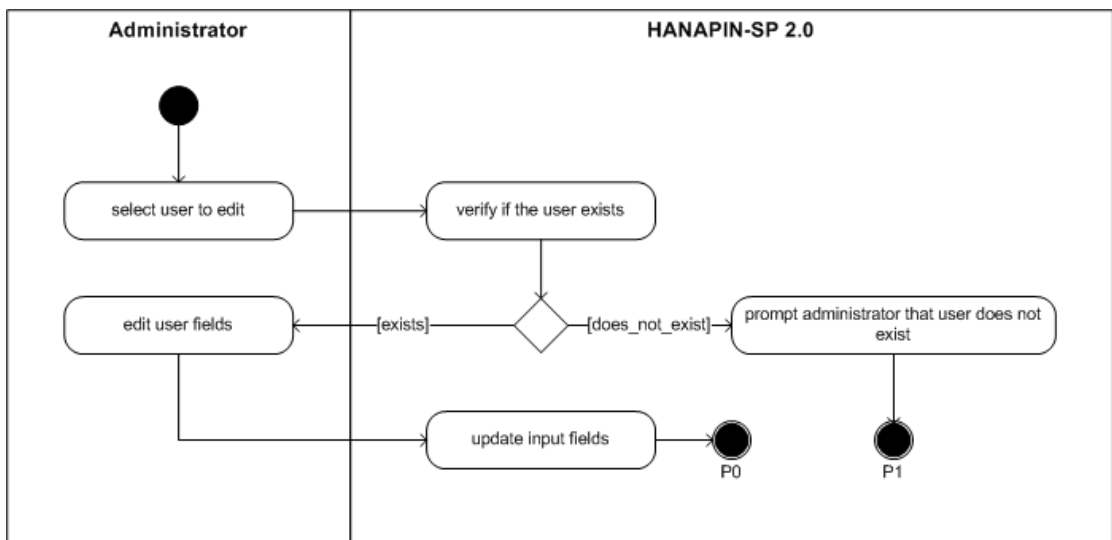 Administrator
HANAPIN-SP 2.0
select user to edit
verify if the user exists
edit user fields
[exists]
[does_not_exist]
prompt administrator that user does not
exist
update input fields
P0
P1